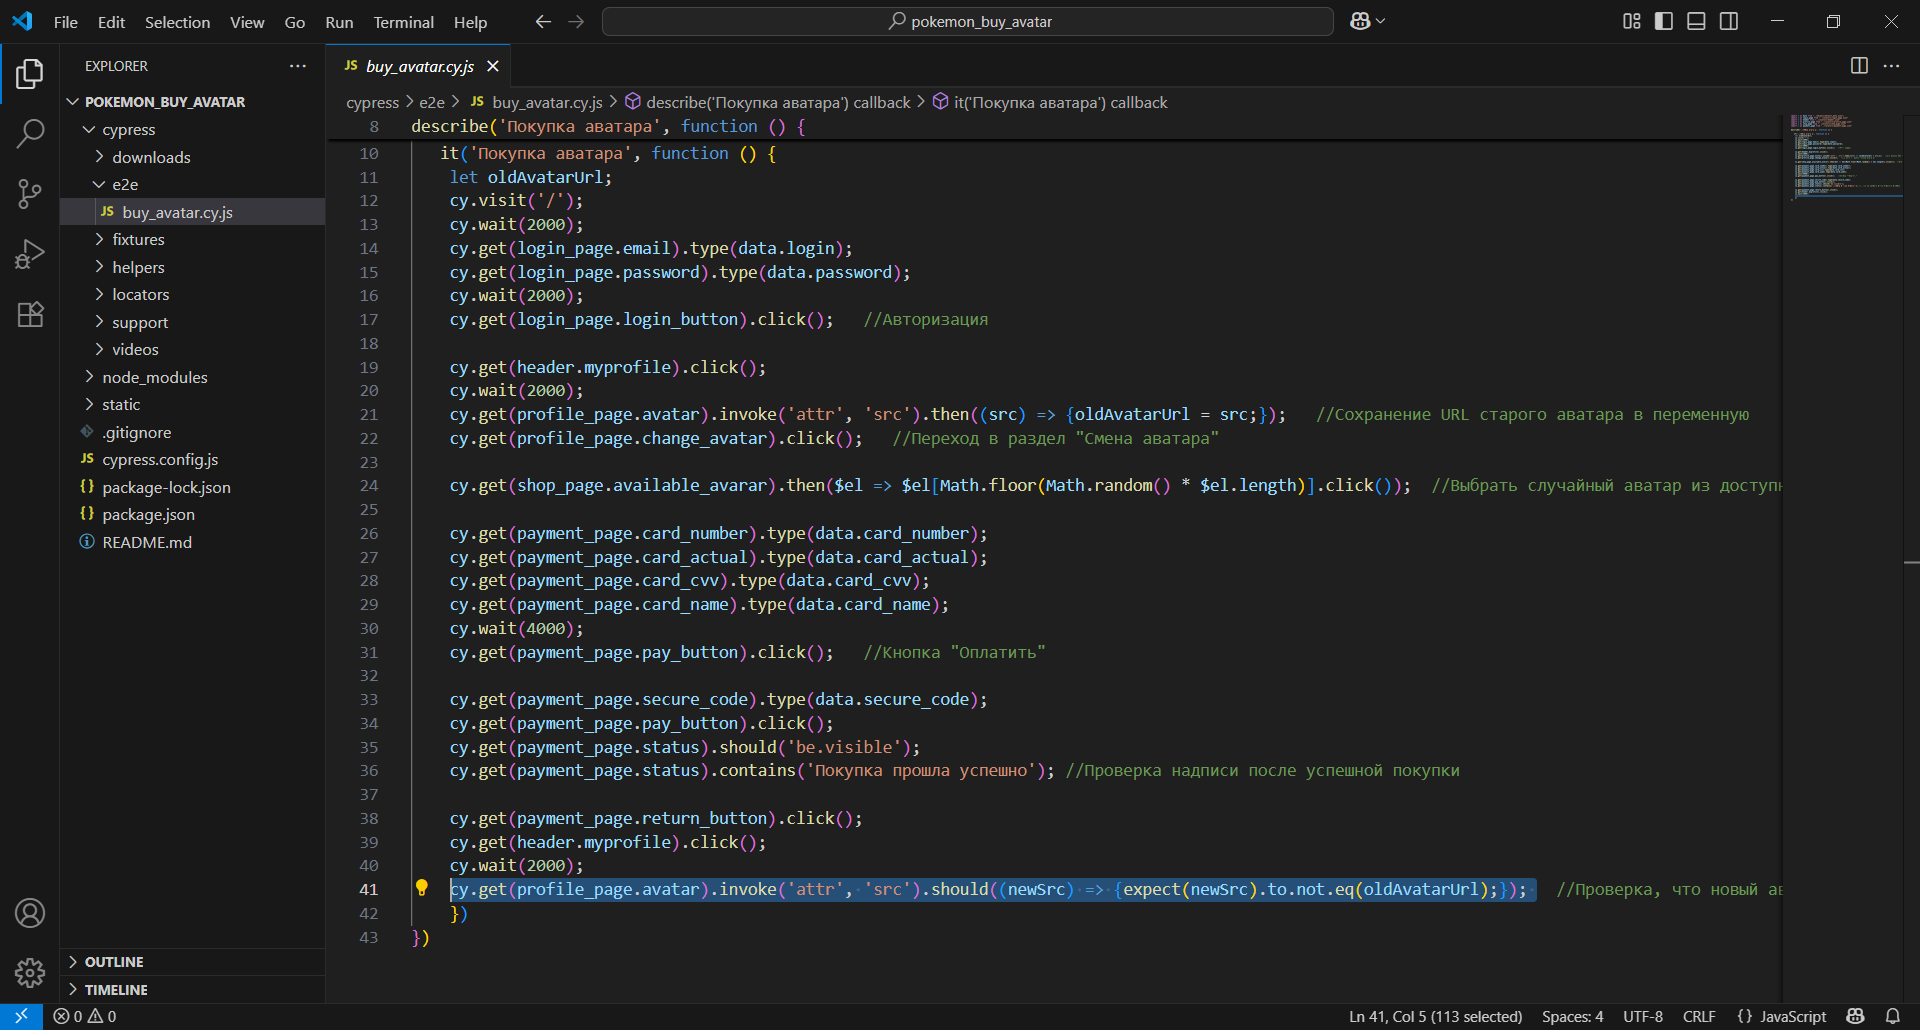 File Edit Selection View Go Run Terminal Help
pokemon_buy_avatar
EXPLORER
POKEMON_BUY_AVATAR
cypress
downloads
e2e
JS buy_avatar.cy.js
fixtures
helpers
locators
support
videos
node_modules
static
.gitignore
JS cypress.config.js
{} package-lock.json
{} package.json
README.md
OUTLINE
TIMELINE
JS buy_avatar.cy.js
cypress > e2e > JS buy_avatar.cy.js > describe('Покупка аватара') callback > it('Покупка аватара') callback
8 describe('Покупка аватара', function () {
10 it('Покупка аватара', function () {
11 let oldAvatarUrl;
12 cy.visit('/');
13 cy.wait(2000);
14 cy.get(login_page.email).type(data.login);
15 cy.get(login_page.password).type(data.password);
16 cy.wait(2000);
17 cy.get(login_page.login_button).click(); //Авторизация
18
19 cy.get(header.myprofile).click();
20 cy.wait(2000);
21 cy.get(profile_page.avatar).invoke('attr', 'src').then((src) => {oldAvatarUrl = src;}); //Сохранение URL старого аватара в переменную
22 cy.get(profile_page.change_avatar).click(); //Переход в раздел "Смена аватара"
23
24 cy.get(shop_page.available_avarar).then($el => $el[Math.floor(Math.random() * $el.length)].click()); //Выбрать случайный аватар из доступн
25
26 cy.get(payment_page.card_number).type(data.card_number);
27 cy.get(payment_page.card_actual).type(data.card_actual);
28 cy.get(payment_page.card_cvv).type(data.card_cvv);
29 cy.get(payment_page.card_name).type(data.card_name);
30 cy.wait(4000);
31 cy.get(payment_page.pay_button).click(); //Кнопка "Оплатить"
32
33 cy.get(payment_page.secure_code).type(data.secure_code);
34 cy.get(payment_page.pay_button).click();
35 cy.get(payment_page.status).should('be.visible');
36 cy.get(payment_page.status).contains('Покупка прошла успешно'); //Проверка надписи после успешной покупки
37
38 cy.get(payment_page.return_button).click();
39 cy.get(header.myprofile).click();
40 cy.wait(2000);
41 cy.get(profile_page.avatar).invoke('attr', 'src').should((newSrc) => {expect(newSrc).to.not.eq(oldAvatarUrl);}); //Проверка, что новый ав
42 })
43 })
0 0
Ln 41, Col 5 (113 selected) Spaces: 4 UTF-8 CRLF {} JavaScript